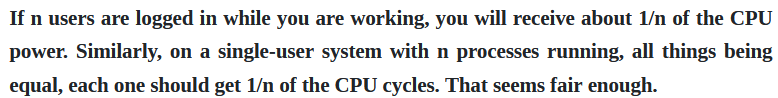 If n users are logged in while you are working, you will receive about 1/n of the CPU
power. Similarly, on a single-user system with n processes running, all things being
equal, each one should get 1/n of the CPU cycles. That seems fair enough.